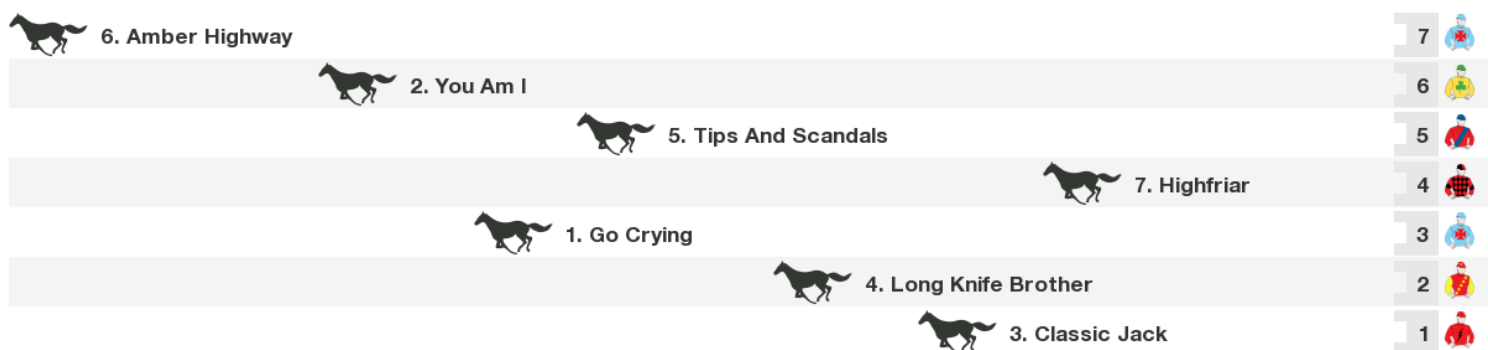 6. Amber Highway 7
2. You Am I 6
5. Tips And Scandals 5
7. Highfriar 4
1. Go Crying 3
4. Long Knife Brother 2
3. Classic Jack 1